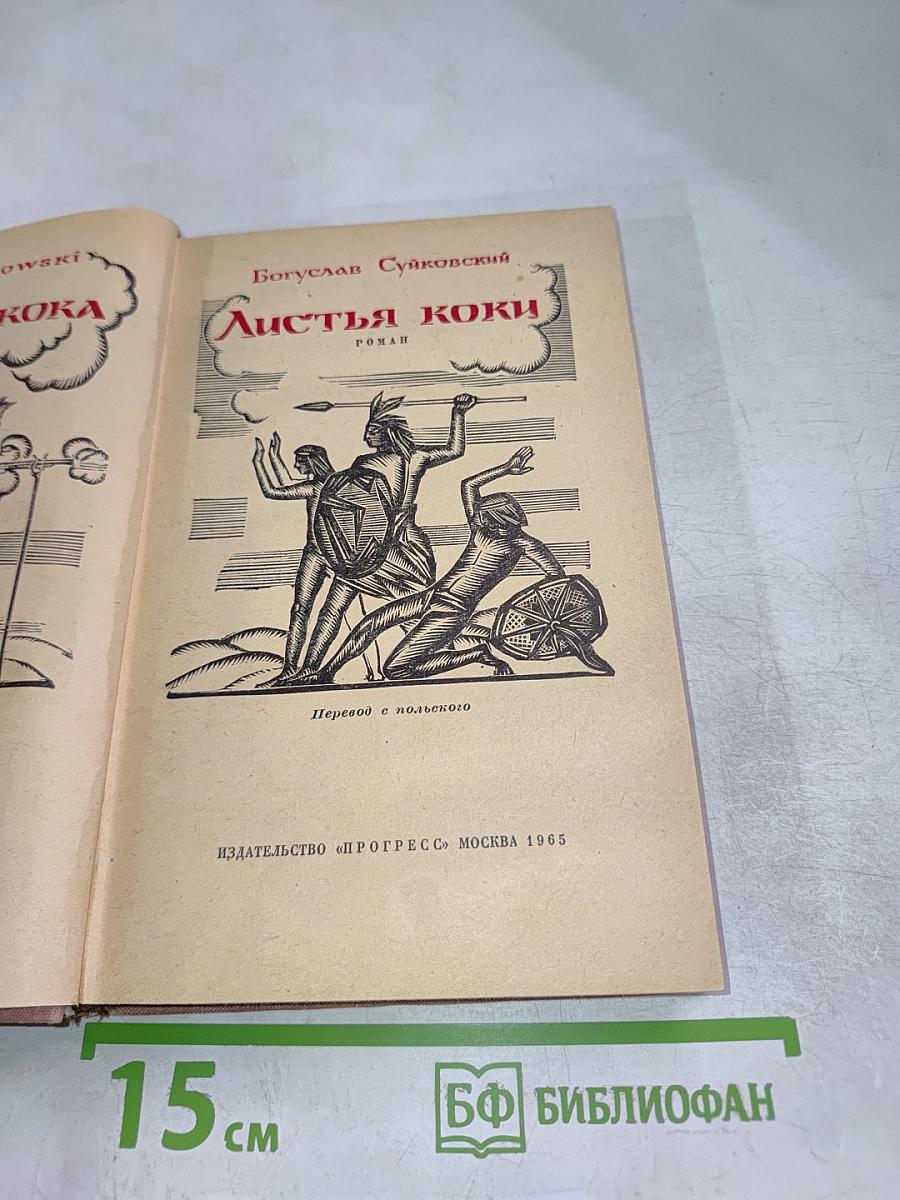 owski
кока
Богуслав Суйковский
Листья коки
РОМАН
Перевод с польского
ИЗДАТЕЛЬСТВО «ПРОГРЕСС» МОСКВА 1965
15 см
БФ БИБЛИОФАН